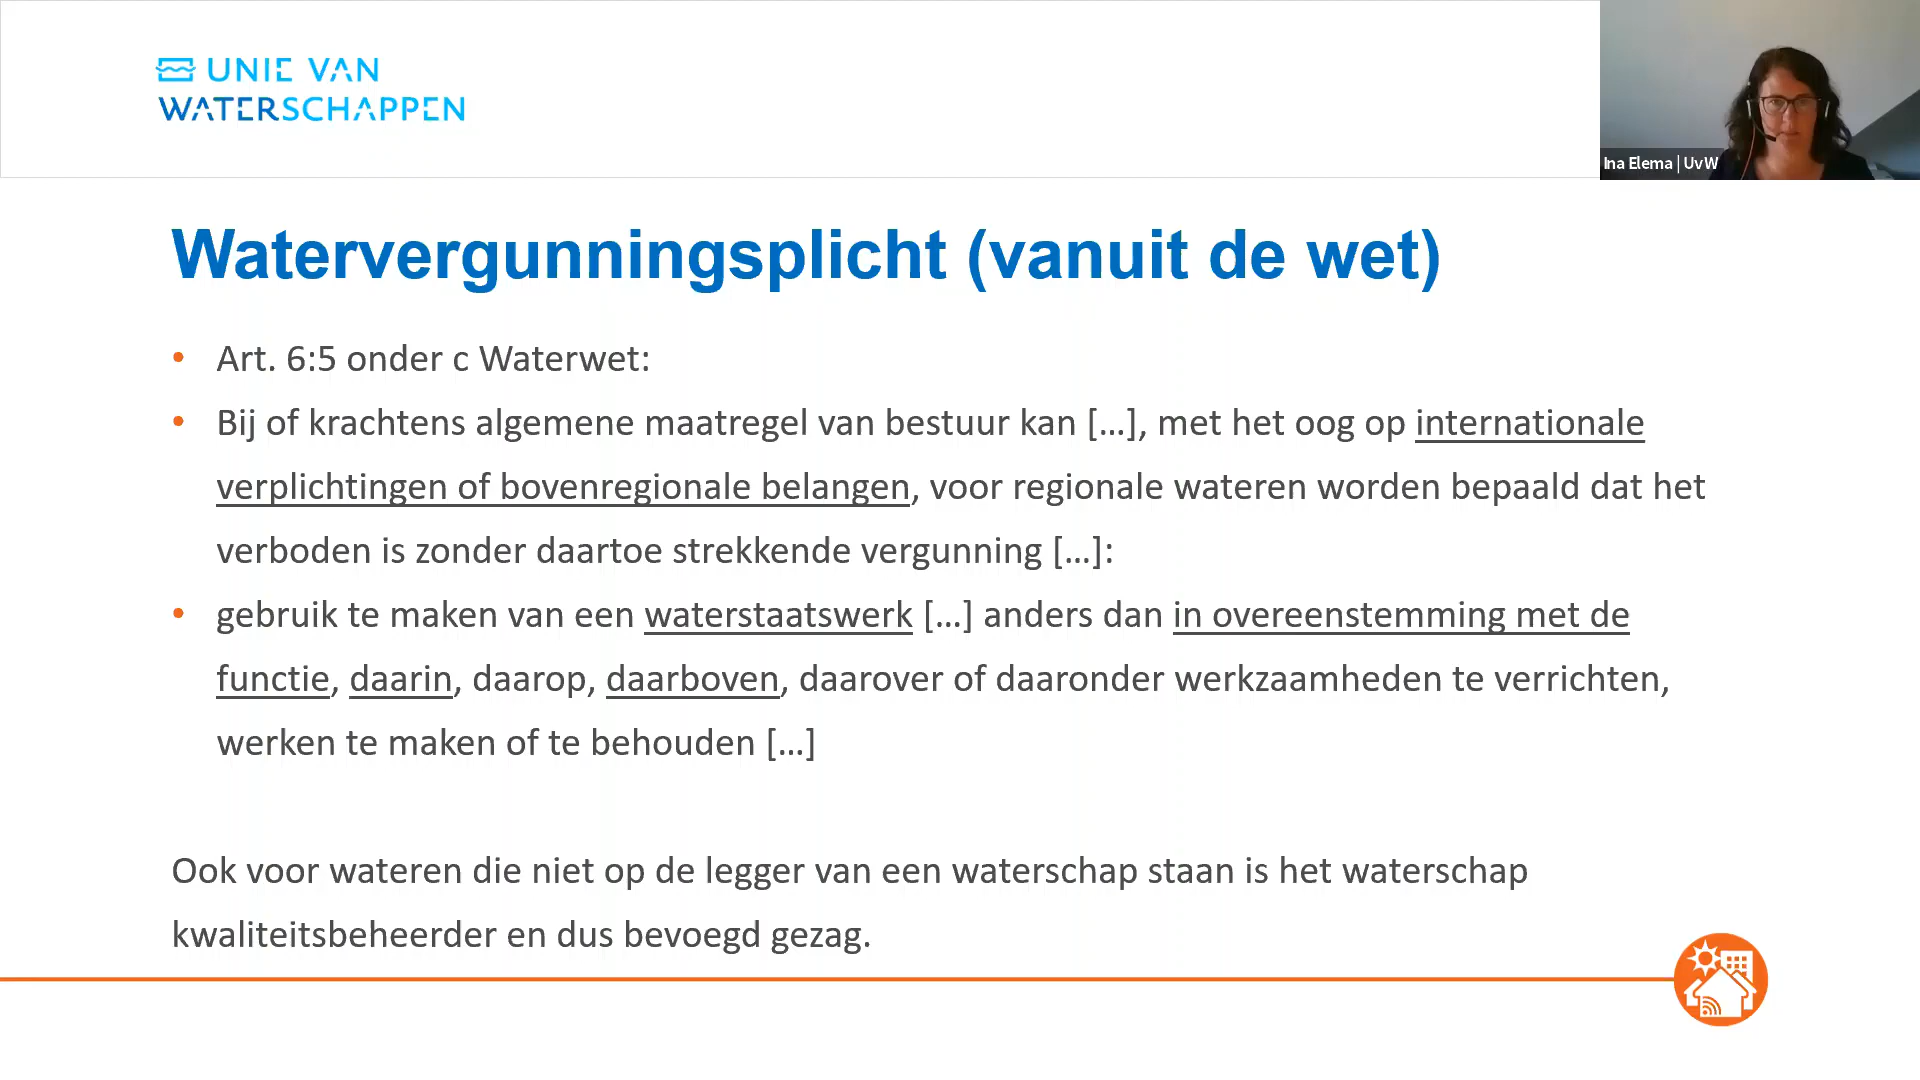 UNIE VAN
WATERSCHAPPEN
Ina Elema | UvW
Watervergunningsplicht (vanuit de wet)
• Art. 6:5 onder c Waterwet:
• Bij of krachtens algemene maatregel van bestuur kan [...], met het oog op internationale
verplichtingen of bovenregionale belangen, voor regionale wateren worden bepaald dat het
verboden is zonder daartoe strekkende vergunning [...]:
• gebruik te maken van een waterstaatswerk [...] anders dan in overeenstemming met de
functie, daarin, daarop, daarboven, daarover of daaronder werkzaamheden te verrichten,
werken te maken of te behouden [...]
Ook voor wateren die niet op de legger van een waterschap staan is het waterschap
kwaliteitsbeheerder en dus bevoegd gezag.